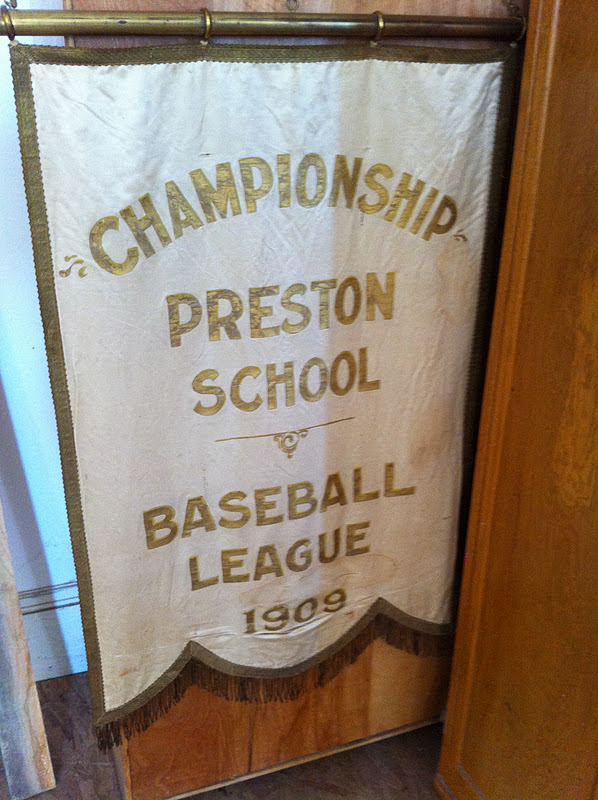 CHAMPIONSHIP
PRESTON
SCHOOL
BASEBALL
LEAGUE
1909